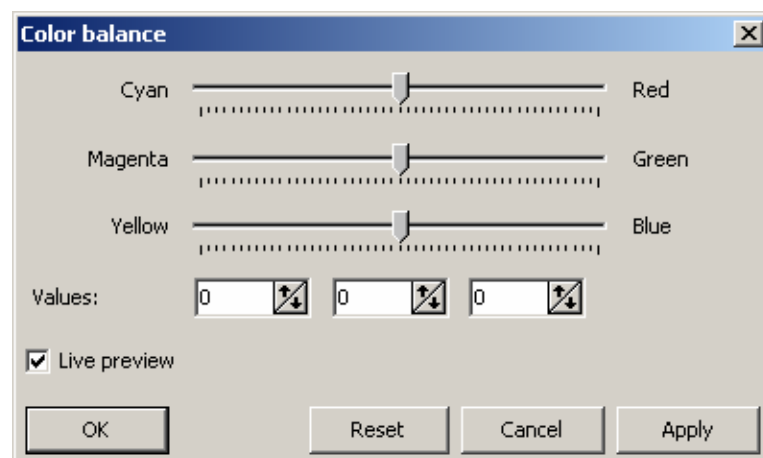 Color balance
Cyan Red
Magenta Green
Yellow Blue
Values: 0 0 0
Live preview
OK Reset Cancel Apply